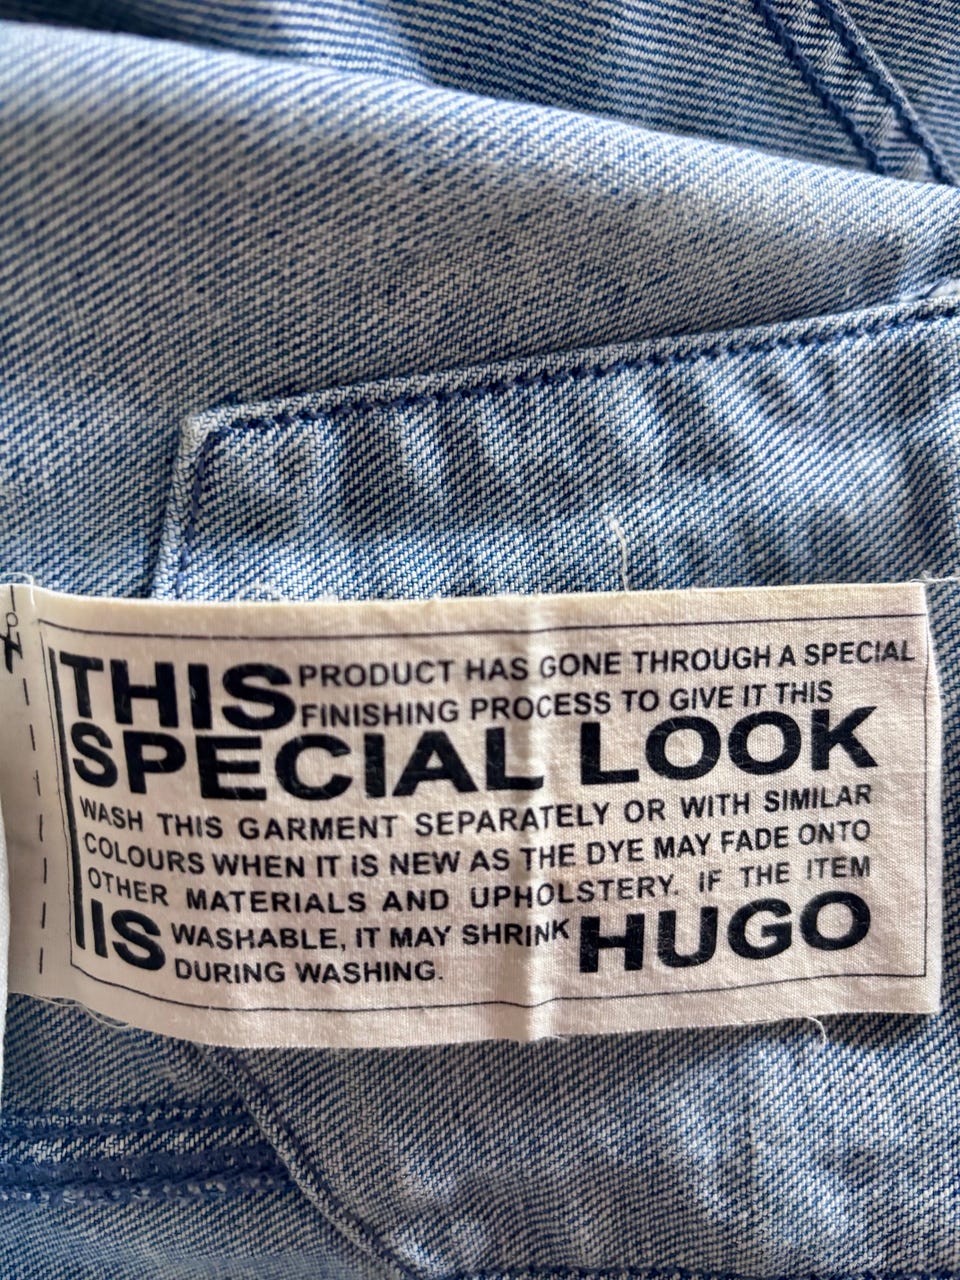 THIS PRODUCT HAS GONE THROUGH A SPECIAL
FINISHING PROCESS TO GIVE IT THIS
SPECIAL LOOK
WASH THIS GARMENT SEPARATELY OR WITH SIMILAR
COLOURS WHEN IT IS NEW AS THE DYE MAY FADE ONTO
OTHER MATERIALS AND UPHOLSTERY. IF THE ITEM
IS WASHABLE, IT MAY SHRINK HUGO
DURING WASHING.